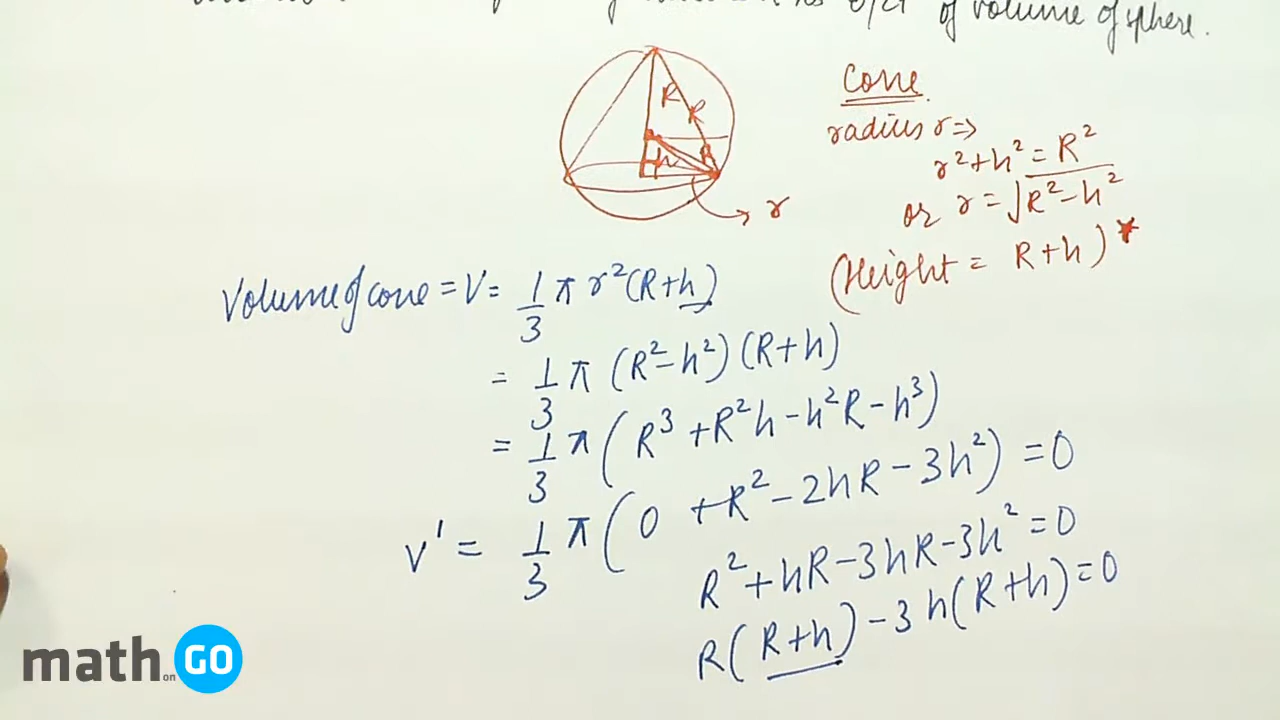 of volume of sphere.
Cone
radius r ⇒
r² + h² = R²
or r = √R² - h²
(Height = R + h) *
R
R
R
h
r
Volume of cone = V = 1/3 π r² (R + h)
= 1/3 π (R² - h²) (R + h)
= 1/3 π (R³ + R²h - h²R - h³)
V' = 1/3 π (0 + R² - 2hR - 3h²) = 0
R² + hR - 3hR - 3h² = 0
R (R + h) - 3h (R + h) = 0
math on GO